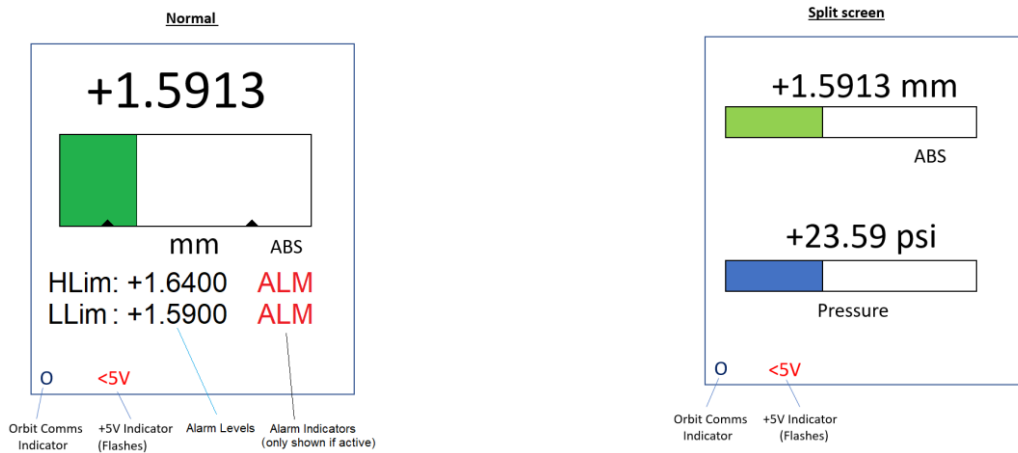 Normal
+1.5913
mm ABS
HLim: +1.6400 ALM
LLim : +1.5900 ALM
O <5V
Orbit Comms
Indicator
+5V Indicator
(Flashes)
Alarm Levels
Alarm Indicators
(only shown if active)
Split screen
+1.5913 mm
ABS
+23.59 psi
Pressure
O <5V
Orbit Comms
Indicator
+5V Indicator
(Flashes)